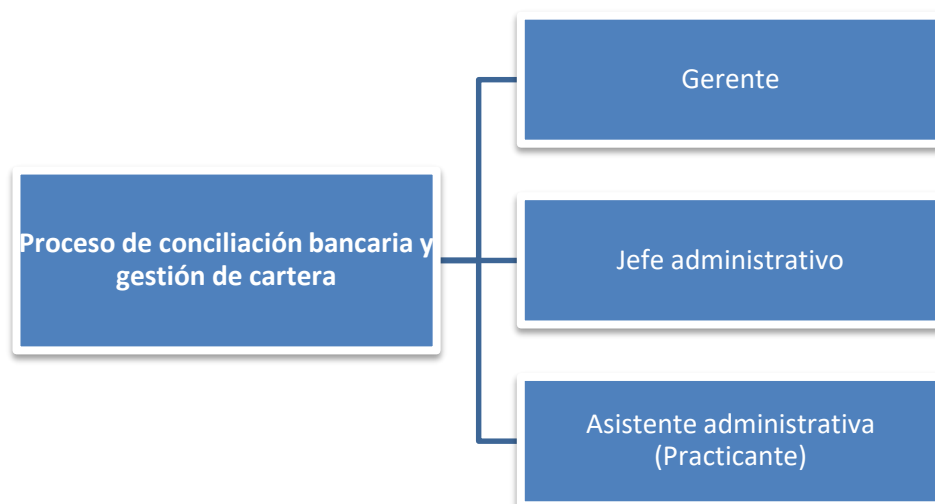 Gerente
Proceso de conciliación bancaria y
gestión de cartera
Jefe administrativo
Asistente administrativa
(Practicante)